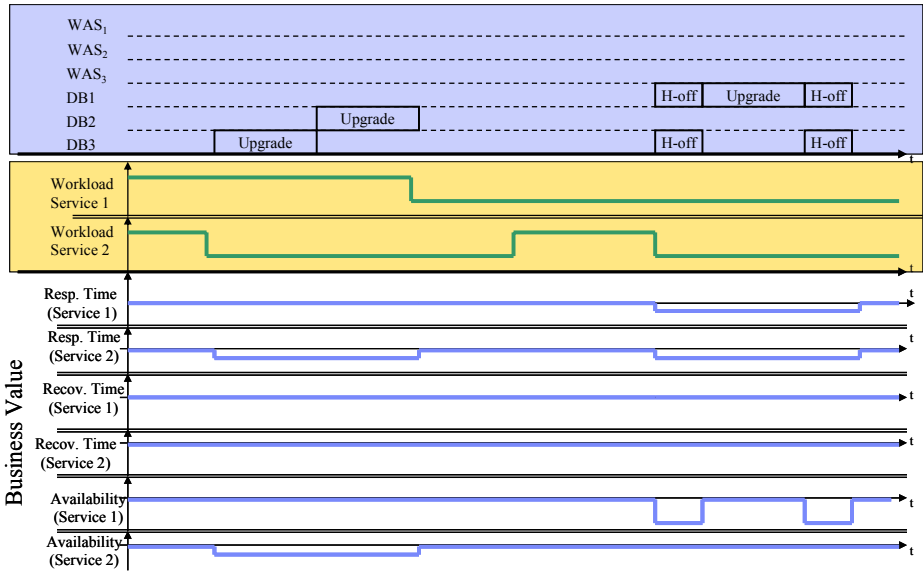 WAS1
WAS2
WAS3
DB1 H-off Upgrade H-off
DB2 Upgrade
DB3 Upgrade H-off H-off
t
Workload
Service 1
Workload
Service 2
t
Business Value
Resp. Time
(Service 1)
t
Resp. Time
(Service 2)
t
Recov. Time
(Service 1)
t
Recov. Time
(Service 2)
t
Availability
(Service 1)
t
Availability
(Service 2)
t